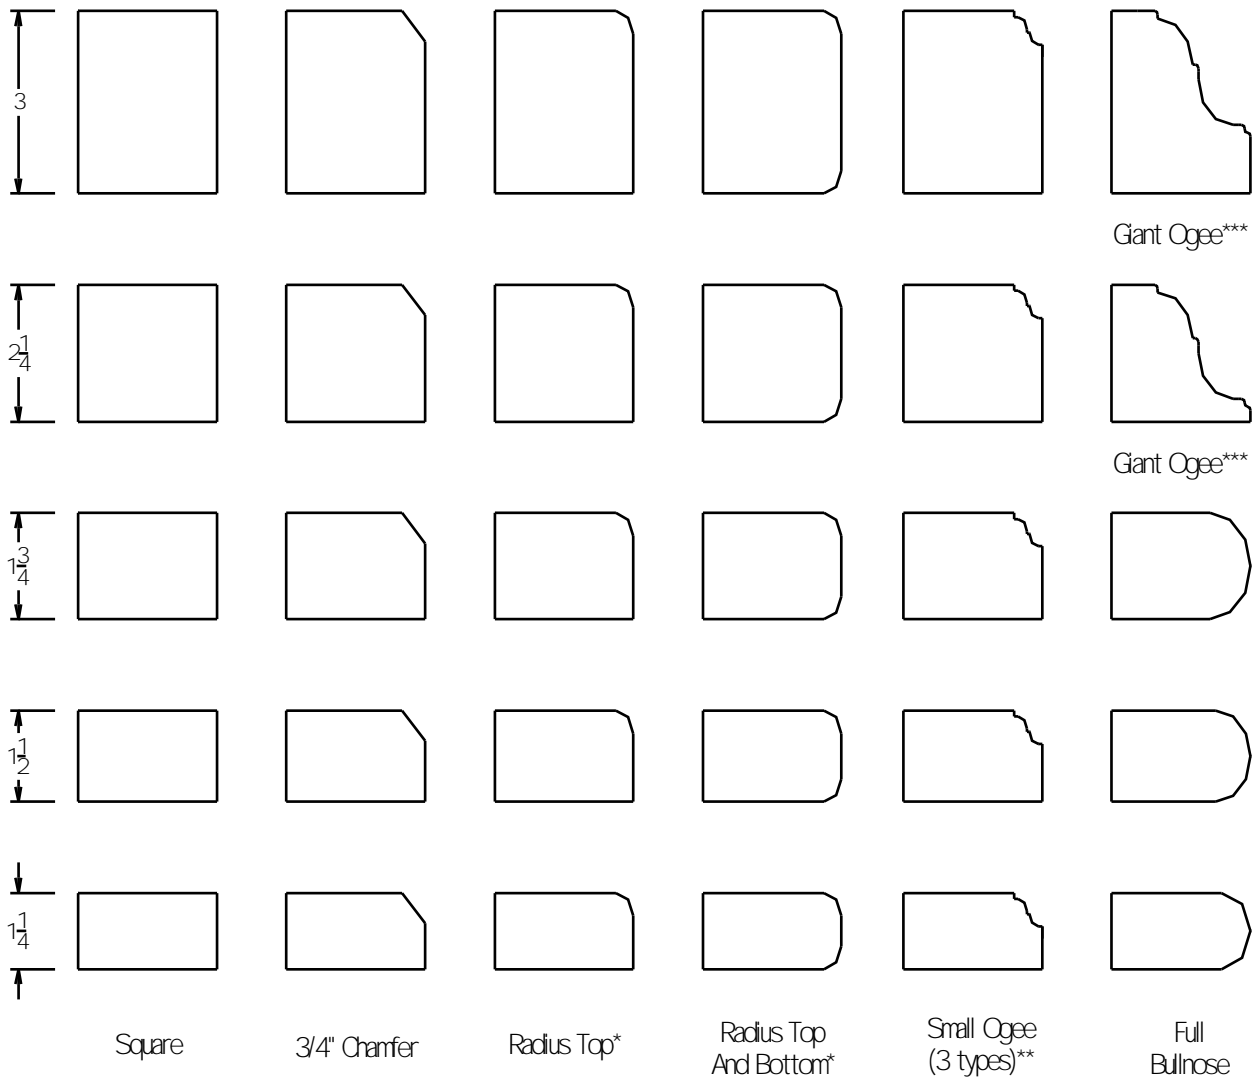 3
Giant Ogee***
2 1/4
Giant Ogee***
1 3/4
1 1/2
1 1/4
Square
3/4" Chamfer
Radius Top*
Radius Top
And Bottom*
Small Ogee
(3 types)**
Full
Bullnose